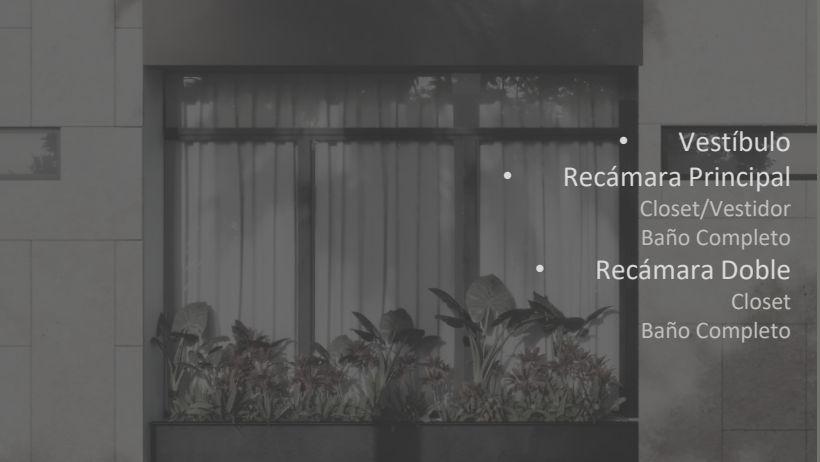 • Vestíbulo
• Recámara Principal
Closet/Vestidor
Baño Completo
• Recámara Doble
Closet
Baño Completo